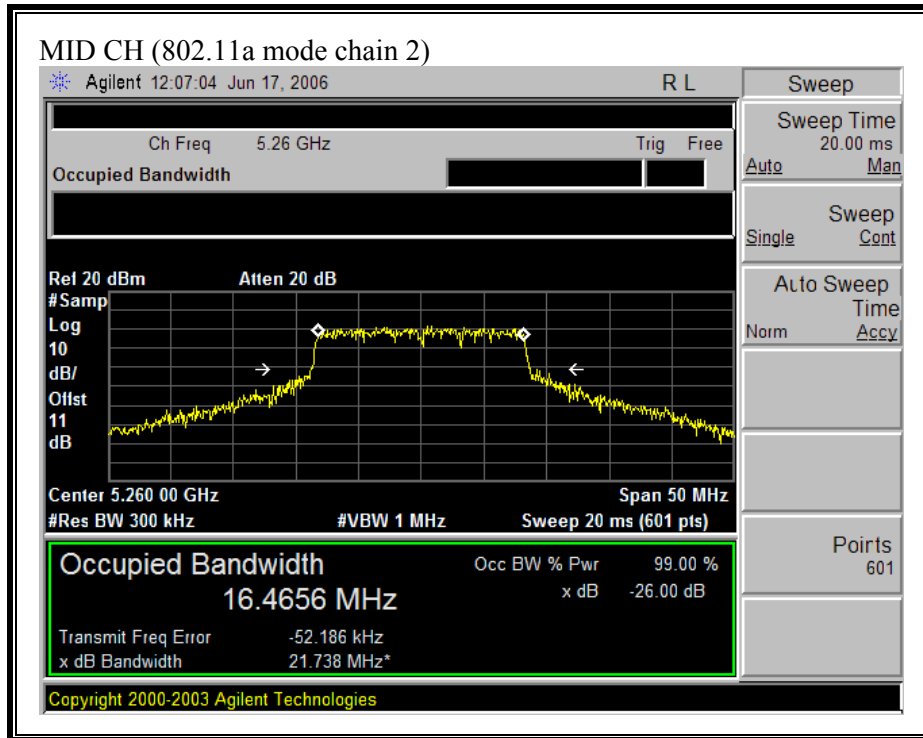 MID CH (802.11a mode chain 2)
Agilent 12:07:04 Jun 17, 2006 R L
Sweep
Ch Freq 5.26 GHz Trig Free
Occupied Bandwidth
Sweep Time
20.00 ms
Auto Man
Sweep
Single Cont
Auto Sweep
Time
Norm Accy
Ref 20 dBm Atten 20 dB
#Samp
Log
10
dB/
Offst
11
dB
Center 5.260 00 GHz Span 50 MHz
#Res BW 300 kHz #VBW 1 MHz Sweep 20 ms (601 pts)
Points
601
Occupied Bandwidth Occ BW % Pwr 99.00 %
16.4656 MHz x dB -26.00 dB
Transmit Freq Error -52.186 kHz
x dB Bandwidth 21.738 MHz*
Copyright 2000-2003 Agilent Technologies